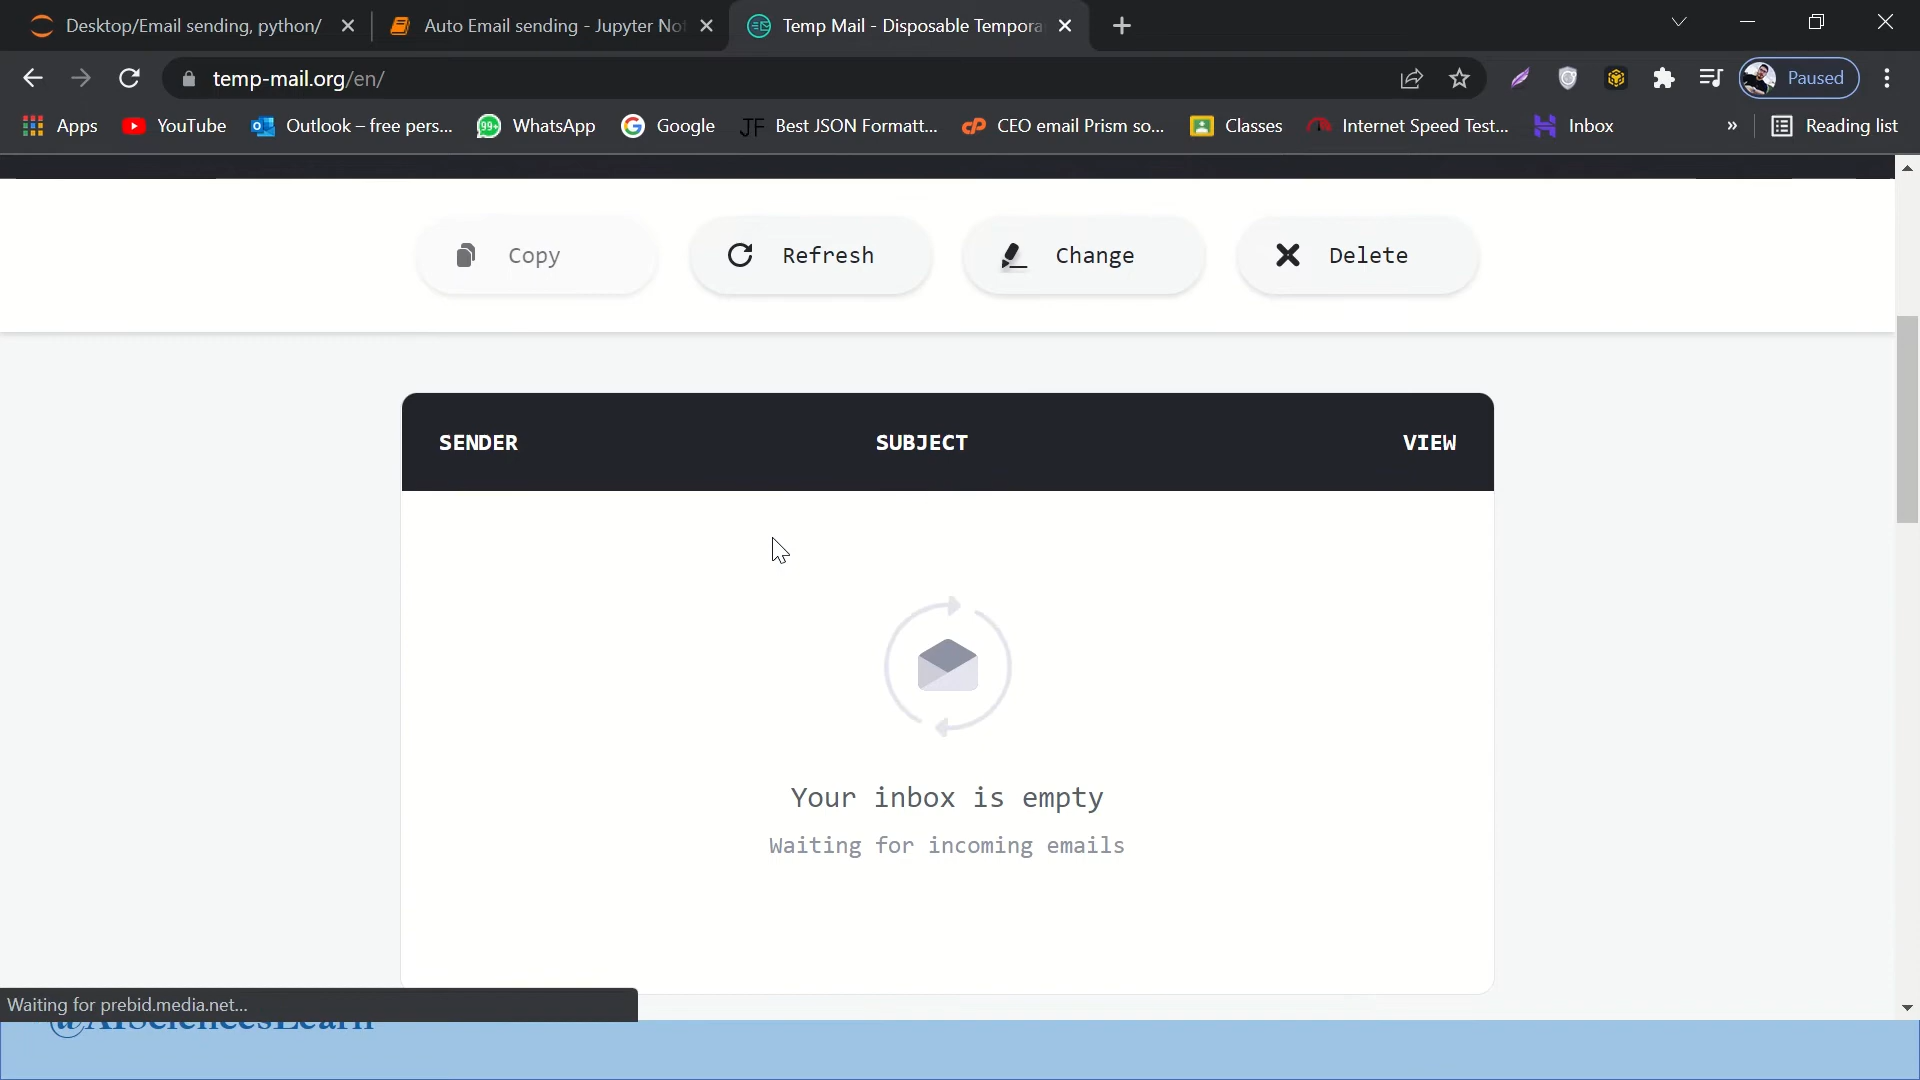 Desktop/Email sending, python/
Auto Email sending - Jupyter No
Temp Mail - Disposable Tempora
temp-mail.org/en/
Paused
Apps
YouTube
Outlook – free pers...
99+
WhatsApp
Google
JF
Best JSON Formatt...
CEO email Prism so...
Classes
Internet Speed Test...
Inbox
»
Reading list
Copy
Refresh
Change
Delete
SENDER
SUBJECT
VIEW
Your inbox is empty
Waiting for incoming emails
Waiting for prebid.media.net...
@AISciencesLearn